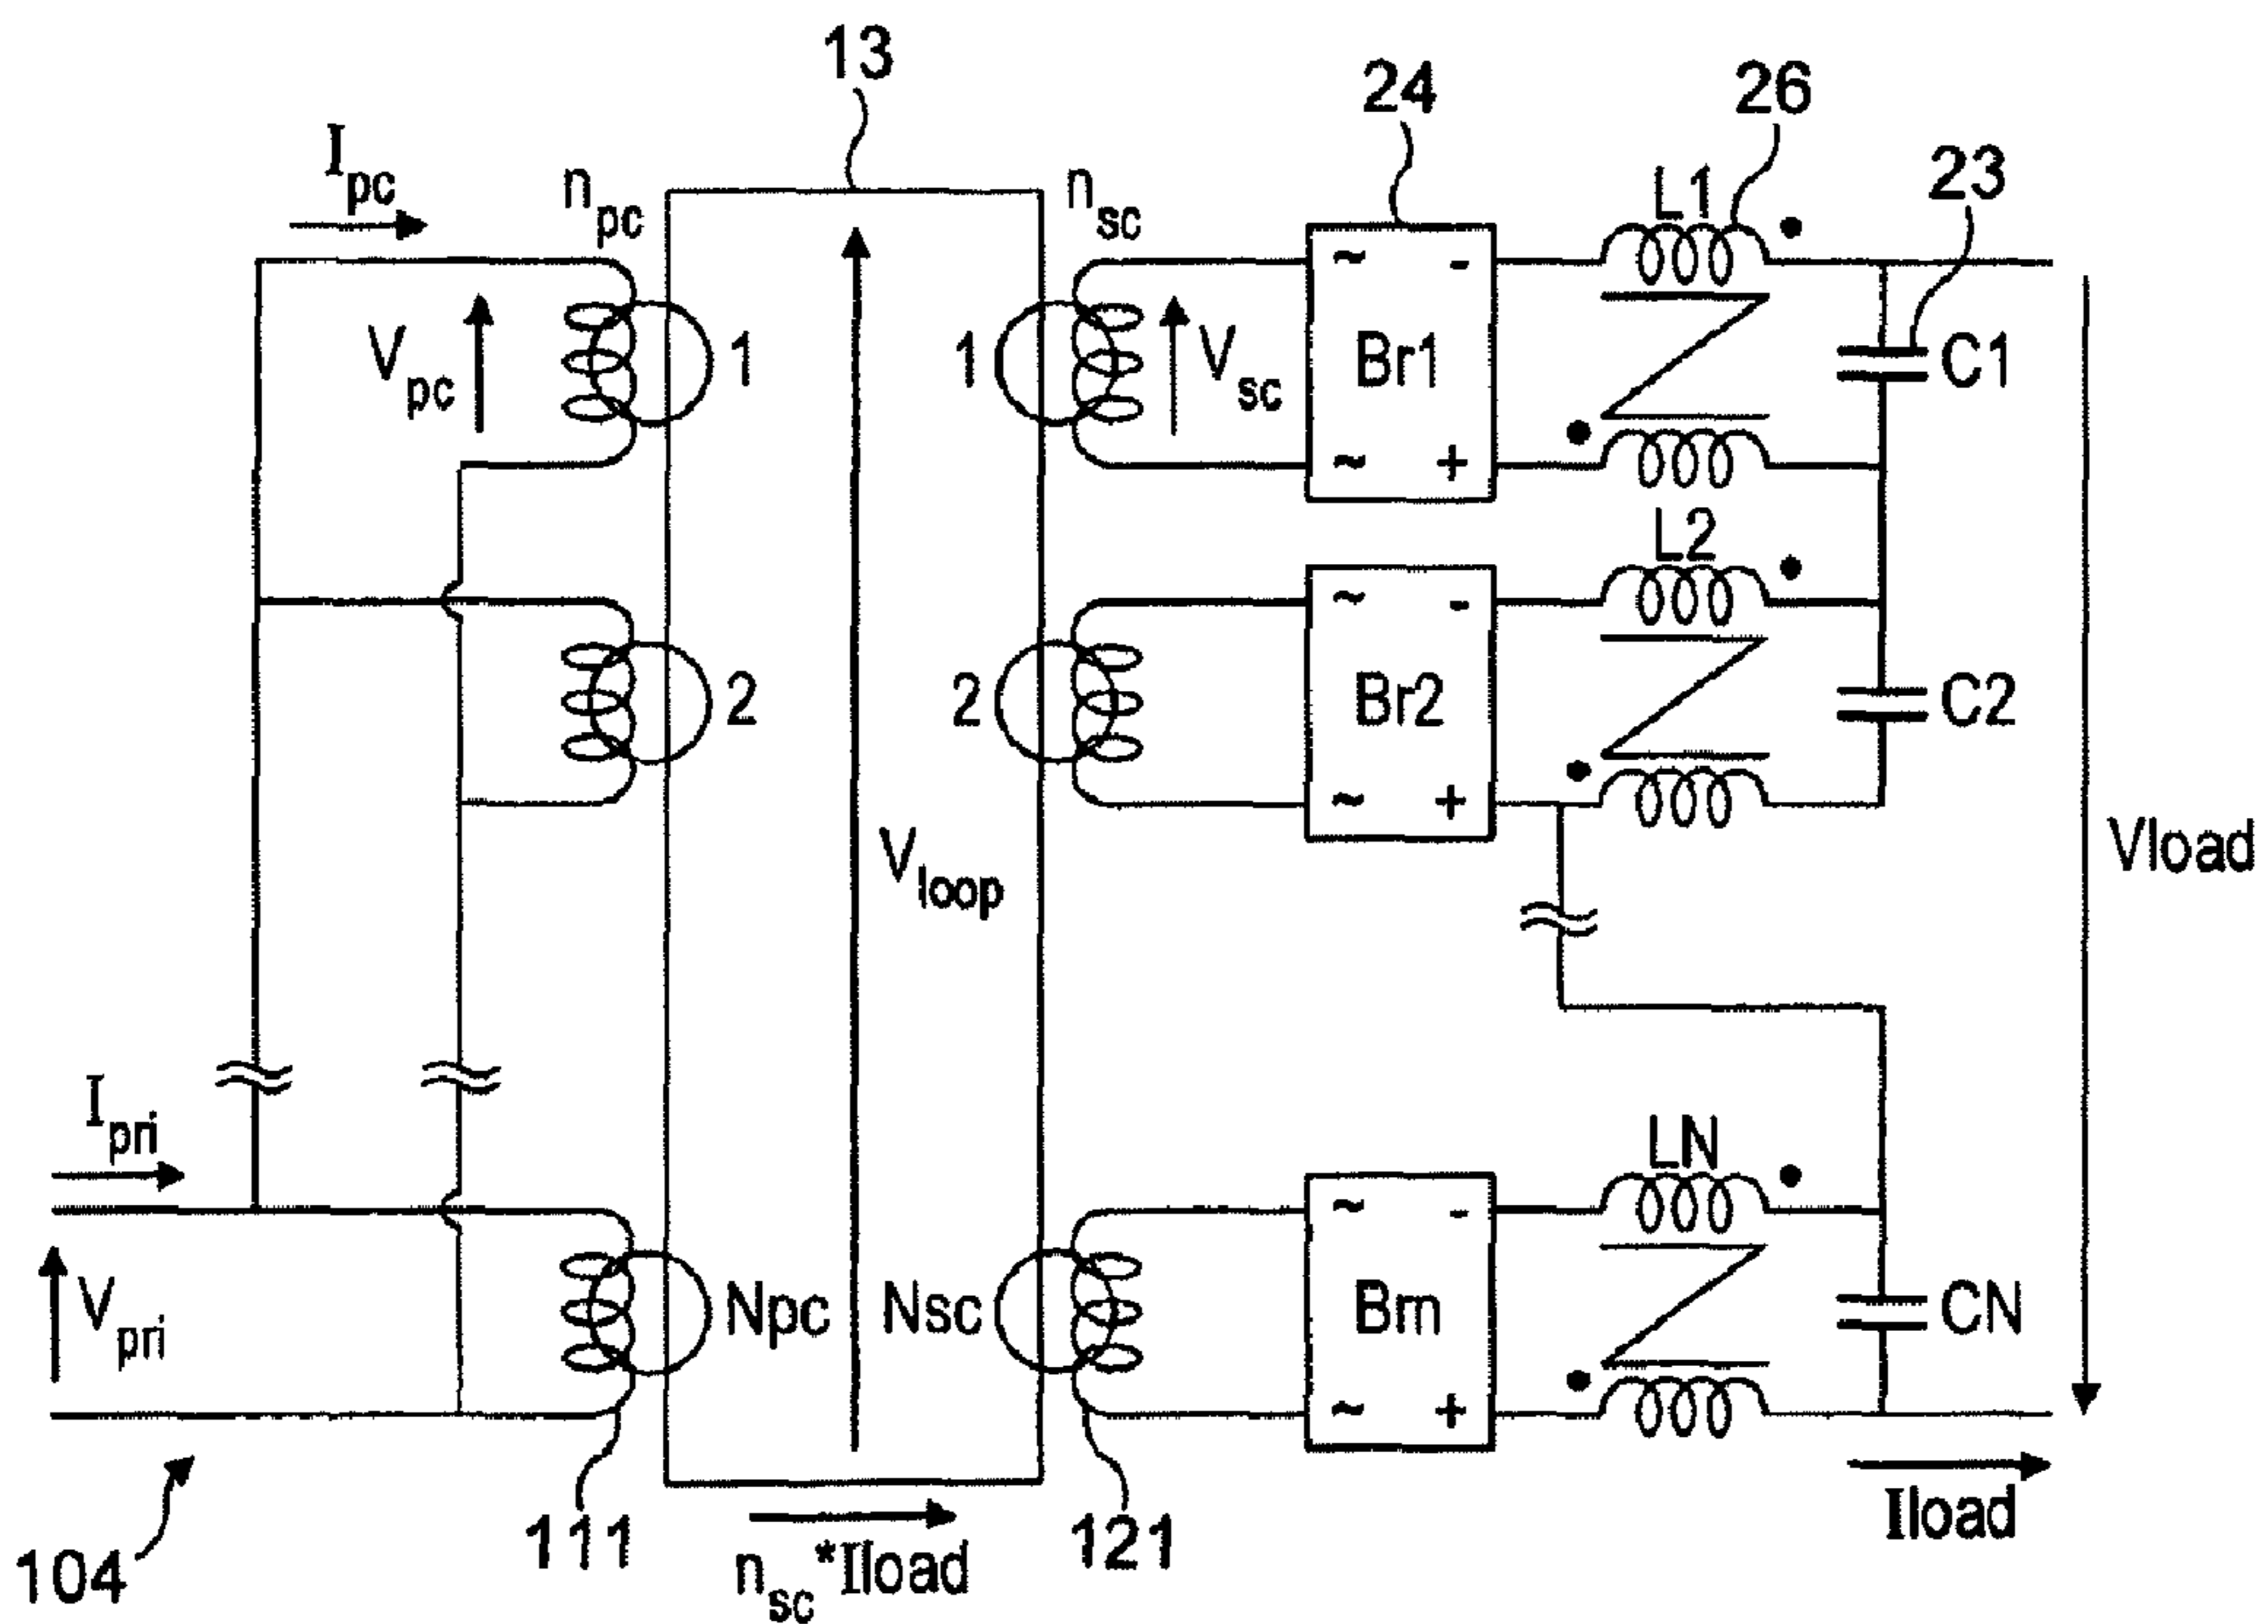 13
24
26
23
I_pc
n_pc
n_sc
L1
V_pc
1
1
V_sc
~ -
Br1
~ +
C1
L2
2
2
~ -
Br2
~ +
C2
V_loop
Vload
I_pri
V_pri
Npc
Nsc
~ -
Brn
~ +
LN
CN
Iload
104
111
n_sc*Iload
121